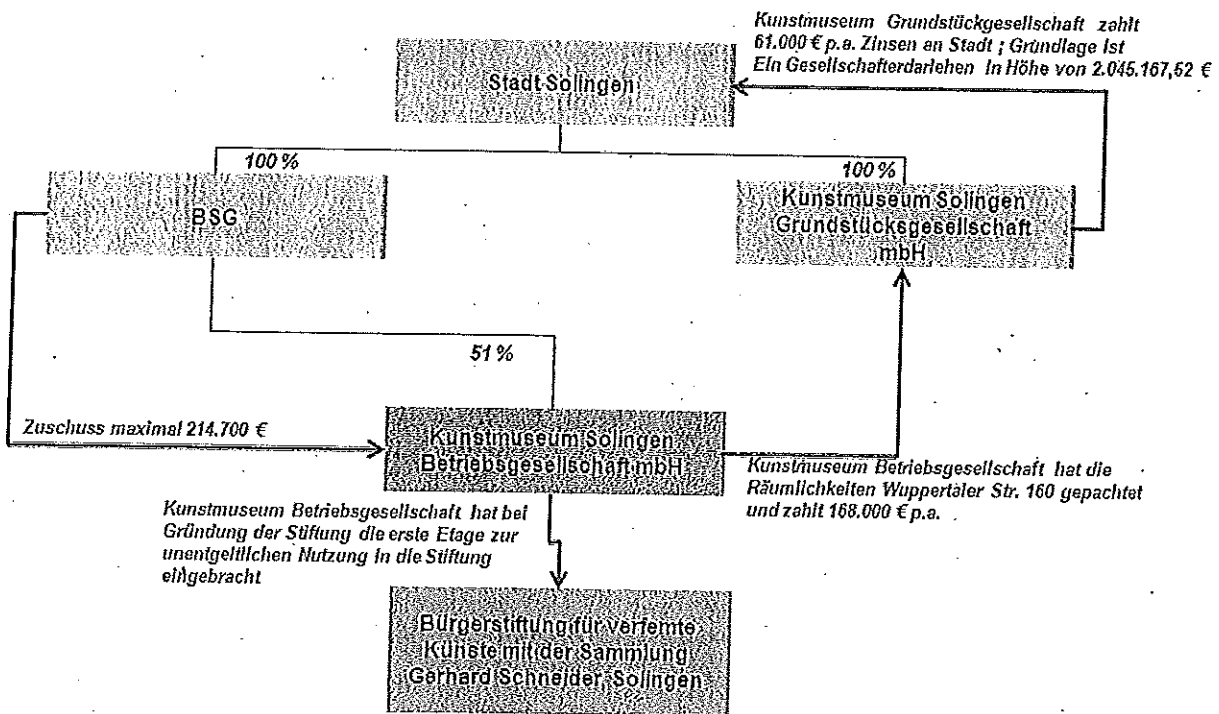 Kunstmuseum Grundstückgesellschaft zahlt
61.000 € p.a. Zinsen an Stadt ; Grundlage ist
Ein Gesellschafterdarlehen in Höhe von 2.045.167,52 €
Stadt Solingen
100 %
100 %
BSG
Kunstmuseum Solingen
Grundstücksgesellschaft
mbH
51 %
Zuschuss maximal 214.700 €
Kunstmuseum Solingen
Betriebsgesellschaft mbH
Kunstmuseum Betriebsgesellschaft hat die
Räumlichkeiten Wuppertaler Str. 160 gepachtet
und zahlt 168.000 € p.a.
Kunstmuseum Betriebsgesellschaft hat bei
Gründung der Stiftung die erste Etage zur
unentgeltlichen Nutzung in die Stiftung
eingebracht
Bürgerstiftung für verfemte
Künste mit der Sammlung
Gerhard Schneider, Solingen